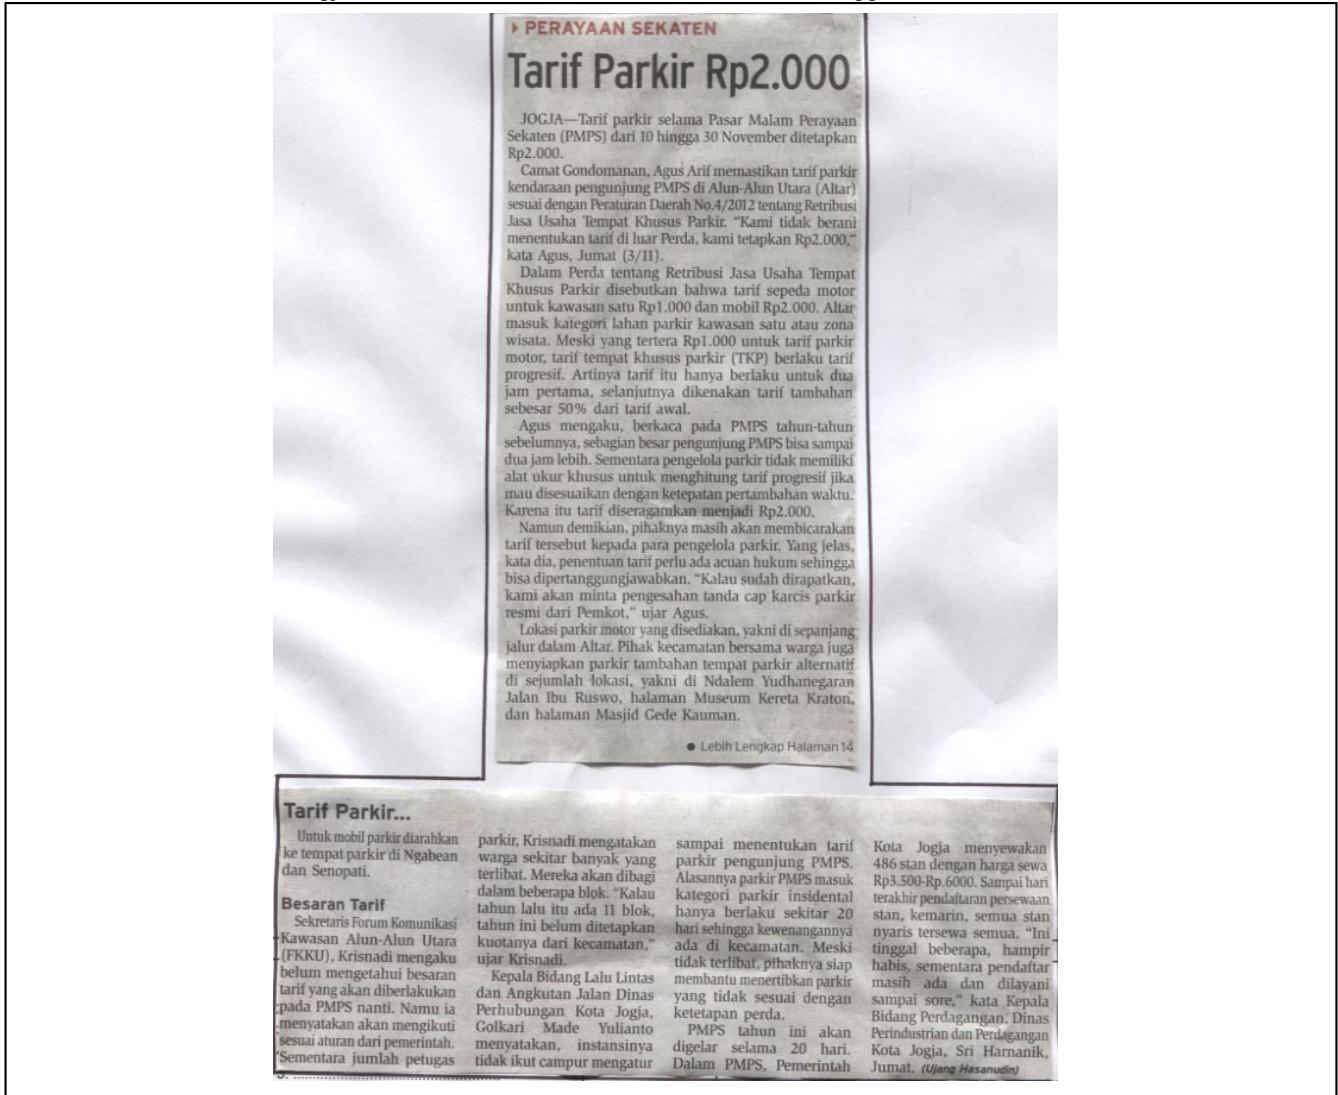 PERAYAAN SEKATEN
Tarif Parkir Rp2.000
JOGJA—Tarif parkir selama Pasar Malam Perayaan
Sekaten (PMPS) dari 10 hingga 30 November ditetapkan
Rp2.000.
Camat Gondomanan, Agus Arif memastikan tarif parkir
kendaraan pengunjung PMPS di Alun-Alun Utara (Altar)
sesuai dengan Peraturan Daerah No.4/2012 tentang Retribusi
Jasa Usaha Tempat Khusus Parkir. “Kami tidak berani
menentukan tarif di luar Perda, kami tetapkan Rp2.000,”
kata Agus, Jumat (3/11).
Dalam Perda tentang Retribusi Jasa Usaha Tempat
Khusus Parkir disebutkan bahwa tarif sepeda motor
untuk kawasan satu Rp1.000 dan mobil Rp2.000. Altar
masuk kategori lahan parkir kawasan satu atau zona
wisata. Meski yang tertera Rp1.000 untuk tarif parkir
motor, tarif tempat khusus parkir (TKP) berlaku tarif
progresif. Artinya tarif itu hanya berlaku untuk dua
jam pertama, selanjutnya dikenakan tarif tambahan
sebesar 50% dari tarif awal.
Agus mengaku, berkaca pada PMPS tahun-tahun
sebelumnya, sebagian besar pengunjung PMPS bisa sampai
dua jam lebih. Sementara pengelola parkir tidak memiliki
alat ukur khusus untuk menghitung tarif progresif jika
mau disesuaikan dengan ketepatan pertambahan waktu.
Karena itu tarif diseragamkan menjadi Rp2.000.
Namun demikian, pihaknya masih akan membicarakan
tarif tersebut kepada para pengelola parkir. Yang jelas,
kata dia, penentuan tarif perlu ada acuan hukum sehingga
bisa dipertanggungjawabkan. “Kalau sudah dirapatkan,
kami akan minta pengesahan tanda cap karcis parkir
resmi dari Pemkot,” ujar Agus.
Lokasi parkir motor yang disediakan, yakni di sepanjang
jalur dalam Altar. Pihak kecamatan bersama warga juga
menyiapkan parkir tambahan tempat parkir alternatif
di sejumlah lokasi, yakni di Ndalem Yudhanegaran
Jalan Ibu Ruswo, halaman Museum Kereta Kraton,
dan halaman Masjid Gede Kauman.
● Lebih Lengkap Halaman 14
Tarif Parkir...
Untuk mobil parkir diarahkan
ke tempat parkir di Ngabean
dan Senopati.
Besaran Tarif
Sekretaris Forum Komunikasi
Kawasan Alun-Alun Utara
(FKKU), Krisnadi mengaku
belum mengetahui besaran
tarif yang akan diberlakukan
pada PMPS nanti. Namu ia
menyatakan akan mengikuti
sesuai aturan dari pemerintah.
Sementara jumlah petugas
parkir, Krisnadi mengatakan
warga sekitar banyak yang
terlibat. Mereka akan dibagi
dalam beberapa blok. “Kalau
tahun lalu itu ada 11 blok,
tahun ini belum ditetapkan
kuotanya dari kecamatan,”
ujar Krisnadi.
Kepala Bidang Lalu Lintas
dan Angkutan Jalan Dinas
Perhubungan Kota Jogja,
Golkari Made Yulianto
menyatakan, instansinya
tidak ikut campur mengatur
sampai menentukan tarif
parkir pengunjung PMPS.
Alasannya parkir PMPS masuk
kategori parkir insidental
hanya berlaku sekitar 20
hari sehingga kewenangannya
ada di kecamatan. Meski
tidak terlibat, pihaknya siap
membantu menertibkan parkir
yang tidak sesuai dengan
ketetapan perda.
PMPS tahun ini akan
digelar selama 20 hari.
Dalam PMPS, Pemerintah
Kota Jogja menyewakan
486 stan dengan harga sewa
Rp3.500-Rp.6000. Sampai hari
terakhir pendaftaran persewaan
stan, kemarin, semua stan
nyaris tersewa semua. “Ini
tinggal beberapa, hampir
habis, sementara pendaftar
masih ada dan dilayani
sampai sore,” kata Kepala
Bidang Perdagangan, Dinas
Perindustrian dan Perdagangan
Kota Jogja, Sri Harnanik,
Jumat. (Ujang Hasanudin)